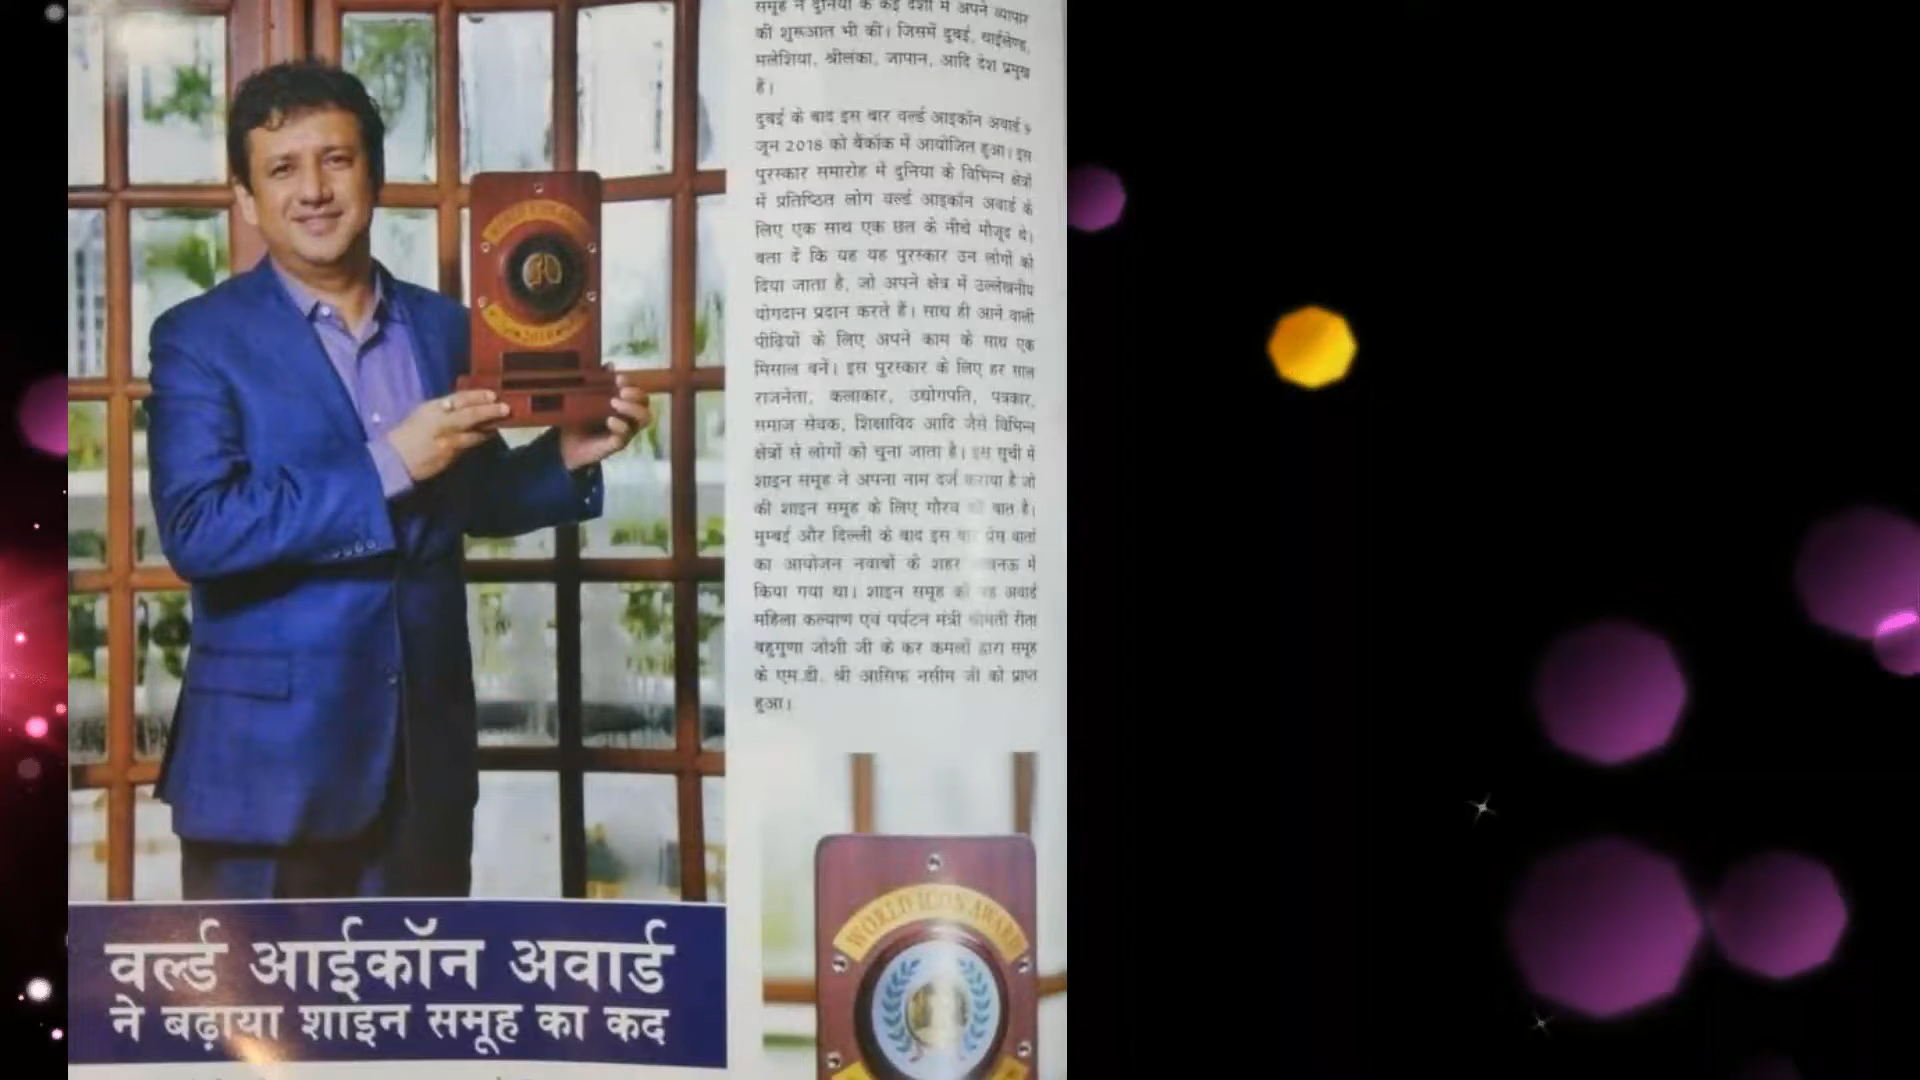 समूह ने दुनिया के कई देशों में अपने व्यापार
की शुरूआत भी की। जिसमें दुबई, थाईलेण्ड,
मलेशिया, श्रीलंका, जापान, आदि देश प्रमुख
हैं।
दुबई के बाद इस बार वर्ल्ड आइकॉन अवार्ड 9
जून 2018 को बैंकॉक में आयोजित हुआ। इस
पुरस्कार समारोह में दुनिया के विभिन्न क्षेत्रों
में प्रतिष्ठित लोग वर्ल्ड आइकॉन अवार्ड के
लिए एक साथ एक छत के नीचे मौजूद थे।
बता दें कि यह यह पुरस्कार उन लोगों को
दिया जाता है, जो अपने क्षेत्र में उल्लेखनीय
योगदान प्रदान करते हैं। साथ ही आने वाली
पीढ़ियों के लिए अपने काम के साथ एक
मिसाल बनें। इस पुरस्कार के लिए हर साल
राजनेता, कलाकार, उद्योगपति, पत्रकार,
समाज सेवक, शिक्षाविद आदि जैसे विभिन्न
क्षेत्रों से लोगों को चुना जाता है। इस सूची में
शाइन समूह ने अपना नाम दर्ज कराया है जो
की शाइन समूह के लिए गौरव की बात है।
मुम्बई और दिल्ली के बाद इस बार प्रेस वार्ता
का आयोजन नवाबों के शहर लखनऊ में
किया गया था। शाइन समूह को यह अवार्ड
महिला कल्याण एवं पर्यटन मंत्री श्रीमती रीता
बहुगुणा जोशी जी के कर कमलों द्वारा समूह
के एम.डी. श्री आसिफ नसीम जी को प्राप्त
हुआ।
WORLD ICON AWARD
वर्ल्ड आईकॉन अवार्ड
ने बढ़ाया शाइन समूह का कद